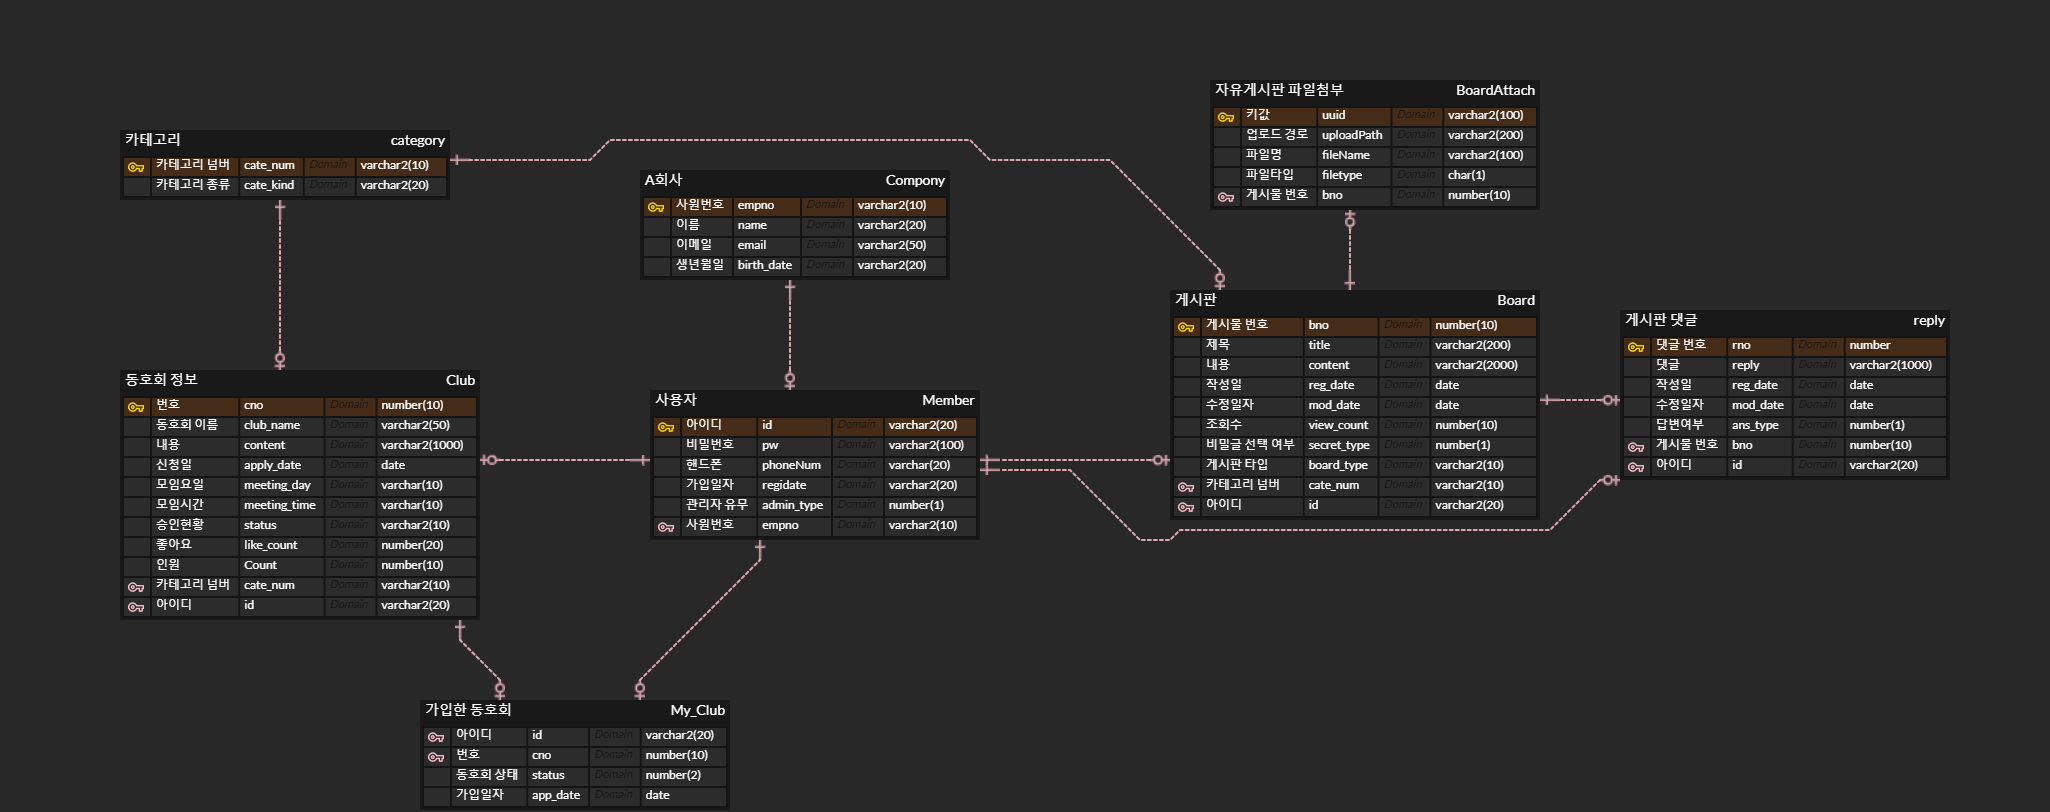 카테고리 category
카테고리 넘버 cate_num Domain varchar2(10)
카테고리 종류 cate_kind Domain varchar2(20)
A회사 Compony
사원번호 empno Domain varchar2(10)
이름 name Domain varchar2(20)
이메일 email Domain varchar2(50)
생년월일 birth_date Domain varchar2(20)
자유게시판 파일첨부 BoardAttach
키값 uuid Domain varchar2(100)
업로드 경로 uploadPath Domain varchar2(200)
파일명 fileName Domain varchar2(100)
파일타입 filetype Domain char(1)
게시물 번호 bno Domain number(10)
동호회 정보 Club
번호 cno Domain number(10)
동호회 이름 club_name Domain varchar2(50)
내용 content Domain varchar2(1000)
신청일 apply_date Domain date
모임요일 meeting_day Domain varchar(10)
모임시간 meeting_time Domain varchar(10)
승인현황 status Domain varchar2(10)
좋아요 like_count Domain number(20)
인원 Count Domain number(10)
카테고리 넘버 cate_num Domain varchar2(10)
아이디 id Domain varchar2(20)
사용자 Member
아이디 id Domain varchar2(20)
비밀번호 pw Domain varchar2(100)
핸드폰 phoneNum Domain varchar(20)
가입일자 regidate Domain varchar2(20)
관리자 유무 admin_type Domain number(1)
사원번호 empno Domain varchar2(10)
게시판 Board
게시물 번호 bno Domain number(10)
제목 title Domain varchar2(200)
내용 content Domain varchar2(2000)
작성일 reg_date Domain date
수정일자 mod_date Domain date
조회수 view_count Domain number(10)
비밀글 선택 여부 secret_type Domain number(1)
게시판 타입 board_type Domain varchar2(10)
카테고리 넘버 cate_num Domain varchar2(10)
아이디 id Domain varchar2(20)
게시판 댓글 reply
댓글 번호 rno Domain number
댓글 reply Domain varchar2(1000)
작성일 reg_date Domain date
수정일자 mod_date Domain date
답변여부 ans_type Domain number(1)
게시물 번호 bno Domain number(10)
아이디 id Domain varchar2(20)
가입한 동호회 My_Club
아이디 id Domain varchar2(20)
번호 cno Domain number(10)
동호회 상태 status Domain number(2)
가입일자 app_date Domain date